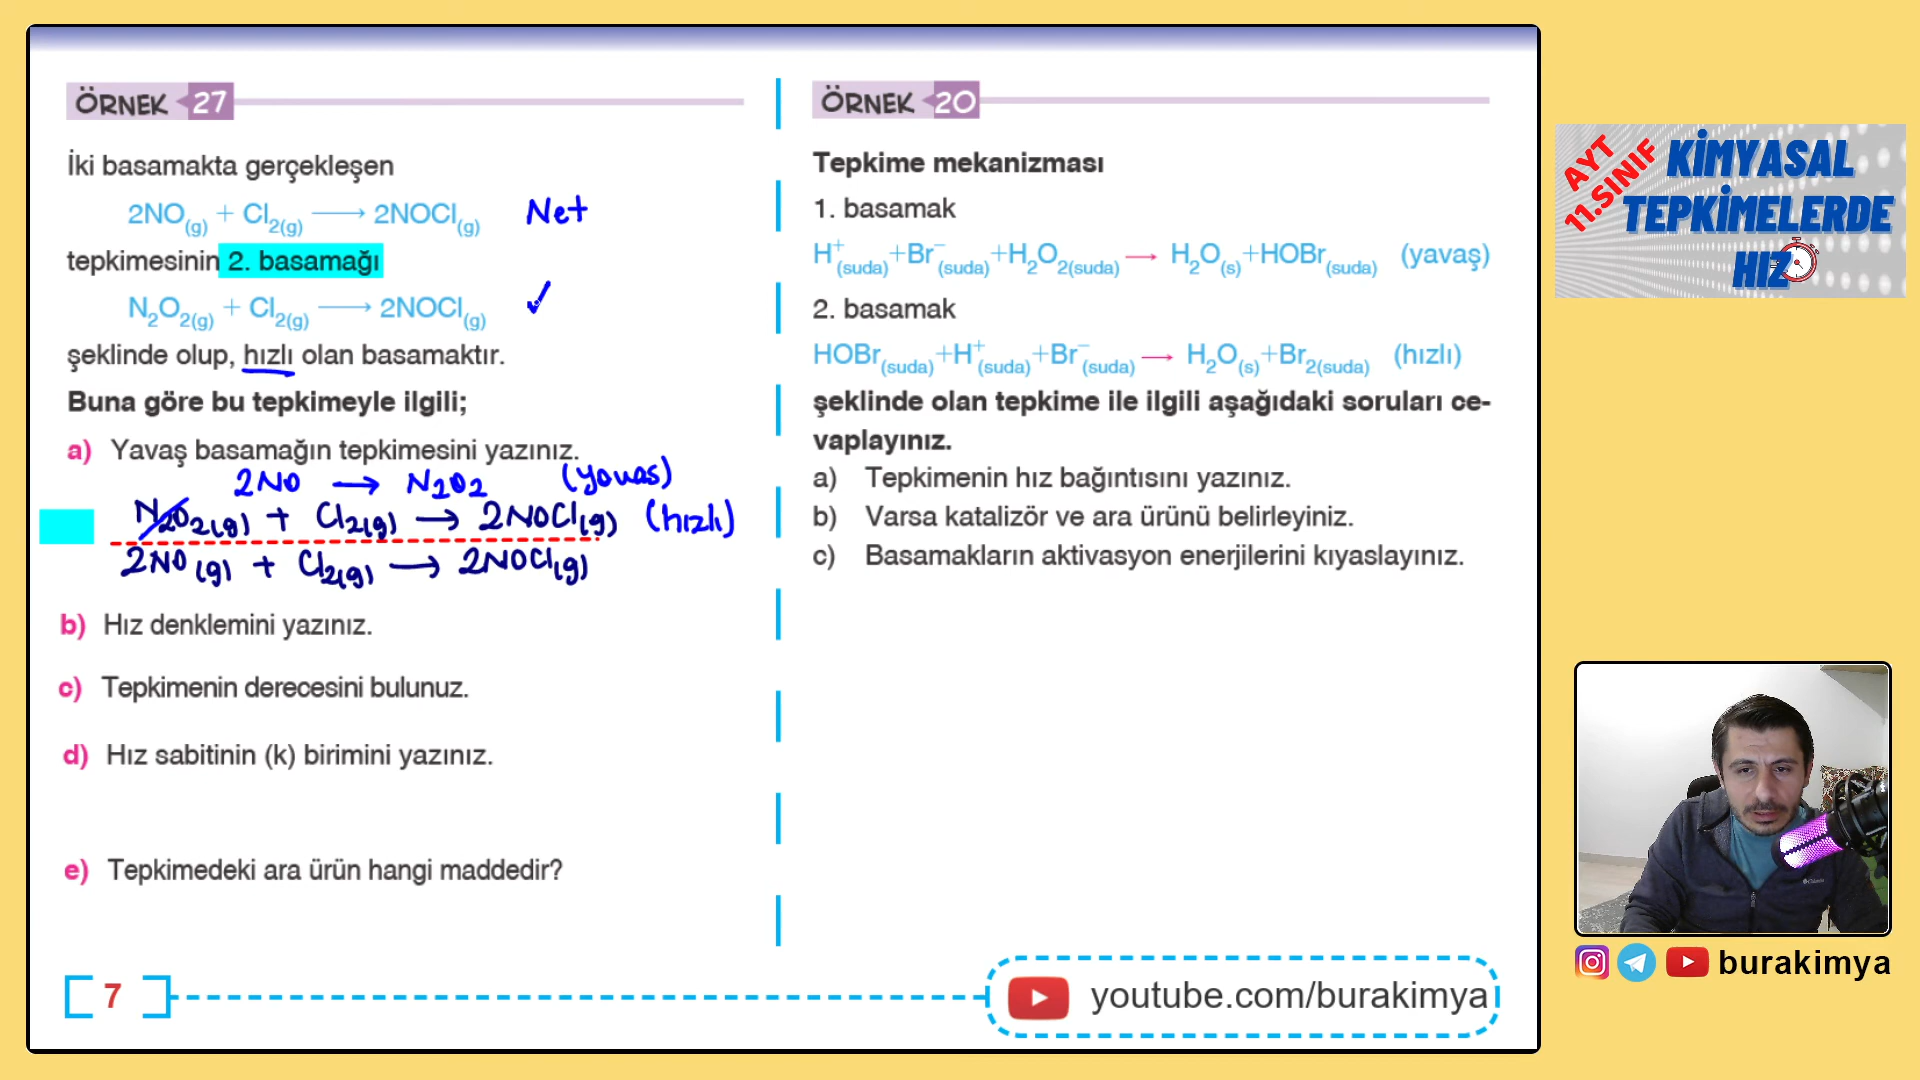 ÖRNEK 27
İki basamakta gerçekleşen
2NO(g) + Cl2(g) → 2NOCl(g) Net
tepkimesinin 2. basamağı
N2O2(g) + Cl2(g) → 2NOCl(g) ✓
şeklinde olup, hızlı olan basamaktır.
Buna göre bu tepkimeyle ilgili;
a) Yavaş basamağın tepkimesini yazınız.
2NO → N2O2 (yavaş)
N2O2(g) + Cl2(g) → 2NOCl(g) (hızlı)
2NO(g) + Cl2(g) → 2NOCl(g)
b) Hız denklemini yazınız.
c) Tepkimenin derecesini bulunuz.
d) Hız sabitinin (k) birimini yazınız.
e) Tepkimedeki ara ürün hangi maddedir?
7
ÖRNEK 20
Tepkime mekanizması
1. basamak
H+(suda)+Br−(suda)+H2O2(suda) → H2O(s)+HOBr(suda) (yavaş)
2. basamak
HOBr(suda)+H+(suda)+Br−(suda) → H2O(s)+Br2(suda) (hızlı)
şeklinde olan tepkime ile ilgili aşağıdaki soruları ce-
vaplayınız.
a) Tepkimenin hız bağıntısını yazınız.
b) Varsa katalizör ve ara ürünü belirleyiniz.
c) Basamakların aktivasyon enerjilerini kıyaslayınız.
youtube.com/burakimya
AYT
11.SINIF
KİMYASAL
TEPKİMELERDE
HIZ
burakimya